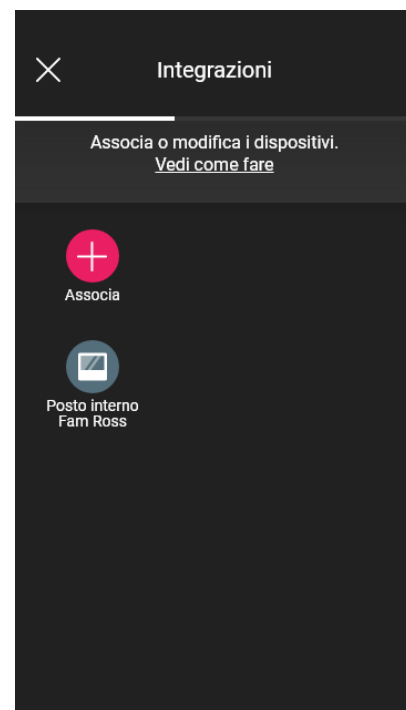 Integrazioni
Associa o modifica i dispositivi.
Vedi come fare
Associa
Posto interno
Fam Ross